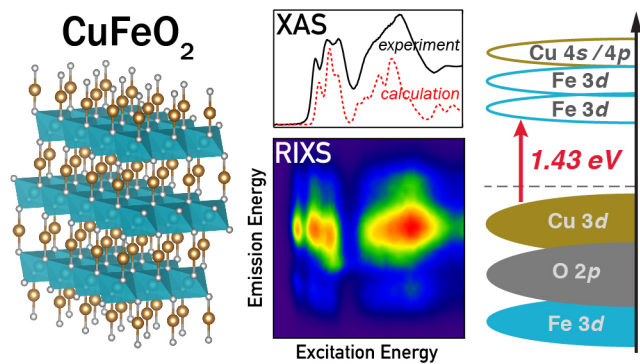 CuFeO₂
XAS
experiment
calculation
RIXS
Emission Energy
Excitation Energy
Cu 4s / 4p
Fe 3d
Fe 3d
1.43 eV
Cu 3d
O 2p
Fe 3d